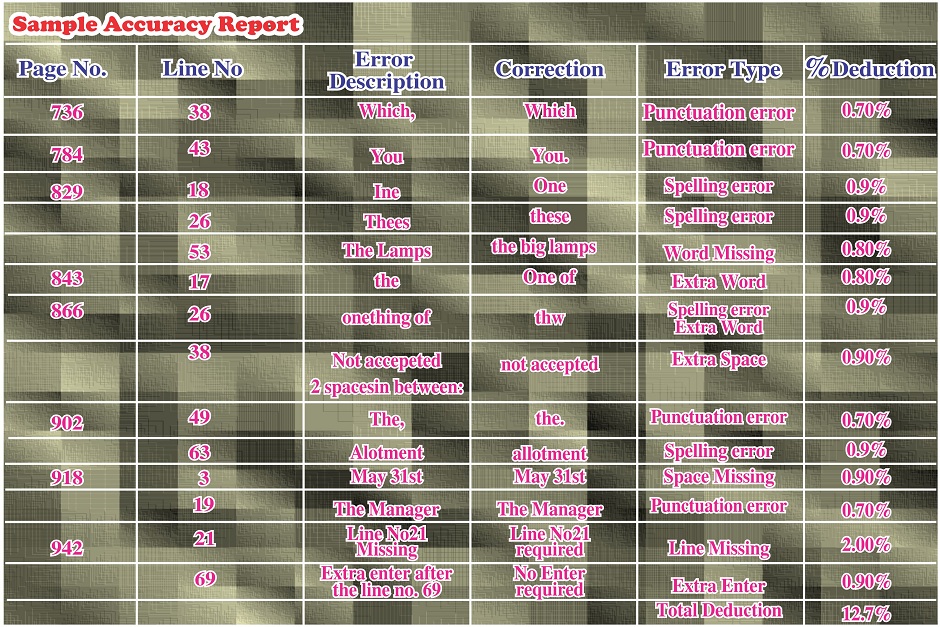 Sample Accuracy Report
Page No. Line No Error Description Correction Error Type % Deduction
736 38 Which, Which Punctuation error 0.70%
784 43 You You. Punctuation error 0.70%
829 18 Ine One Spelling error 0.9%
26 Thees these Spelling error 0.9%
53 The Lamps the big lamps Word Missing 0.80%
843 17 the One of Extra Word 0.80%
866 26 onething of thw Spelling error Extra Word 0.9%
38 Not accepeted 2 spacesin between: not accepted Extra Space 0.90%
902 49 The, the. Punctuation error 0.70%
63 Alotment allotment Spelling error 0.9%
918 3 May 31st May 31st Space Missing 0.90%
19 The Manager The Manager Punctuation error 0.70%
942 21 Line No21 Missing Line No21 required Line Missing 2.00%
69 Extra enter after the line no. 69 No Enter required Extra Enter 0.90%
Total Deduction 12.7%